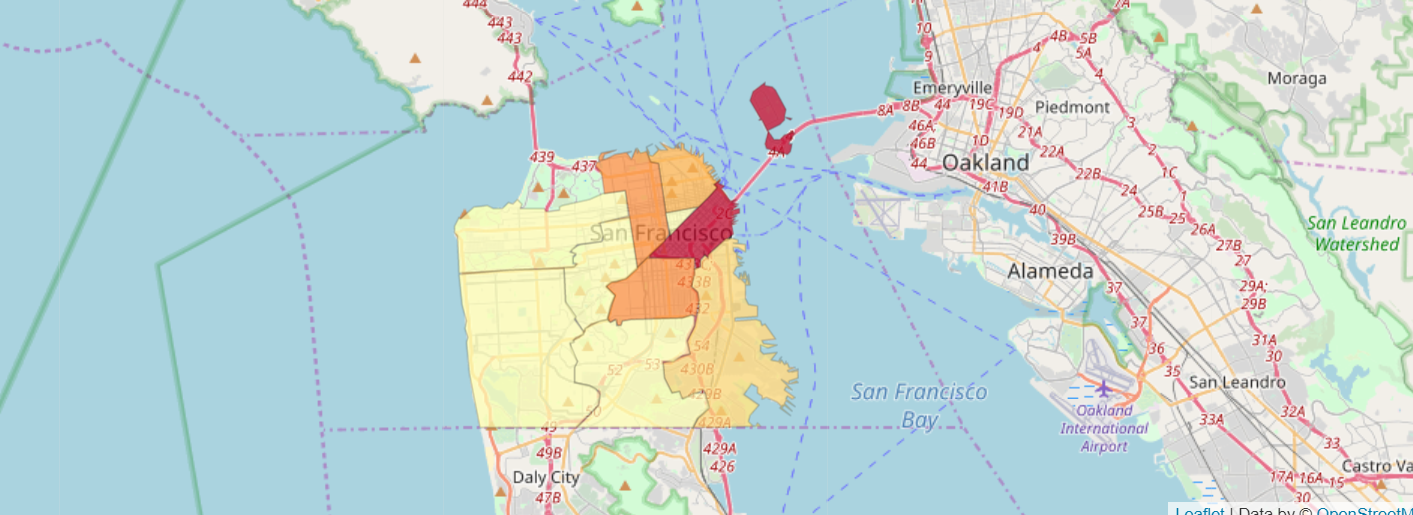 444
443
443
442
439
437
10
9
7A
4B
5B
5A
4
4
3
2
1C
Moraga
Emeryville
8A
8B
44
19C
19D
Piedmont
46A;
46B
44
1D
21A
22A
22B
24
25B
25
26A
27B
27
29A;
29B
Oakland
41B
40
39B
San Leandro
Watershed
4A
2C
San Francisco
433B
432
54
53
52
430B
429B
50
429A
49
49B
47B
429A
426
Daly City
Alameda
37
37
36
35
31A
30
32A
33
33A
17A
16A
15
30
San Leandro
Castro Va
San Francisco
Bay
Oakland
International
Airport
Leaflet | Data by © OpenStreetM